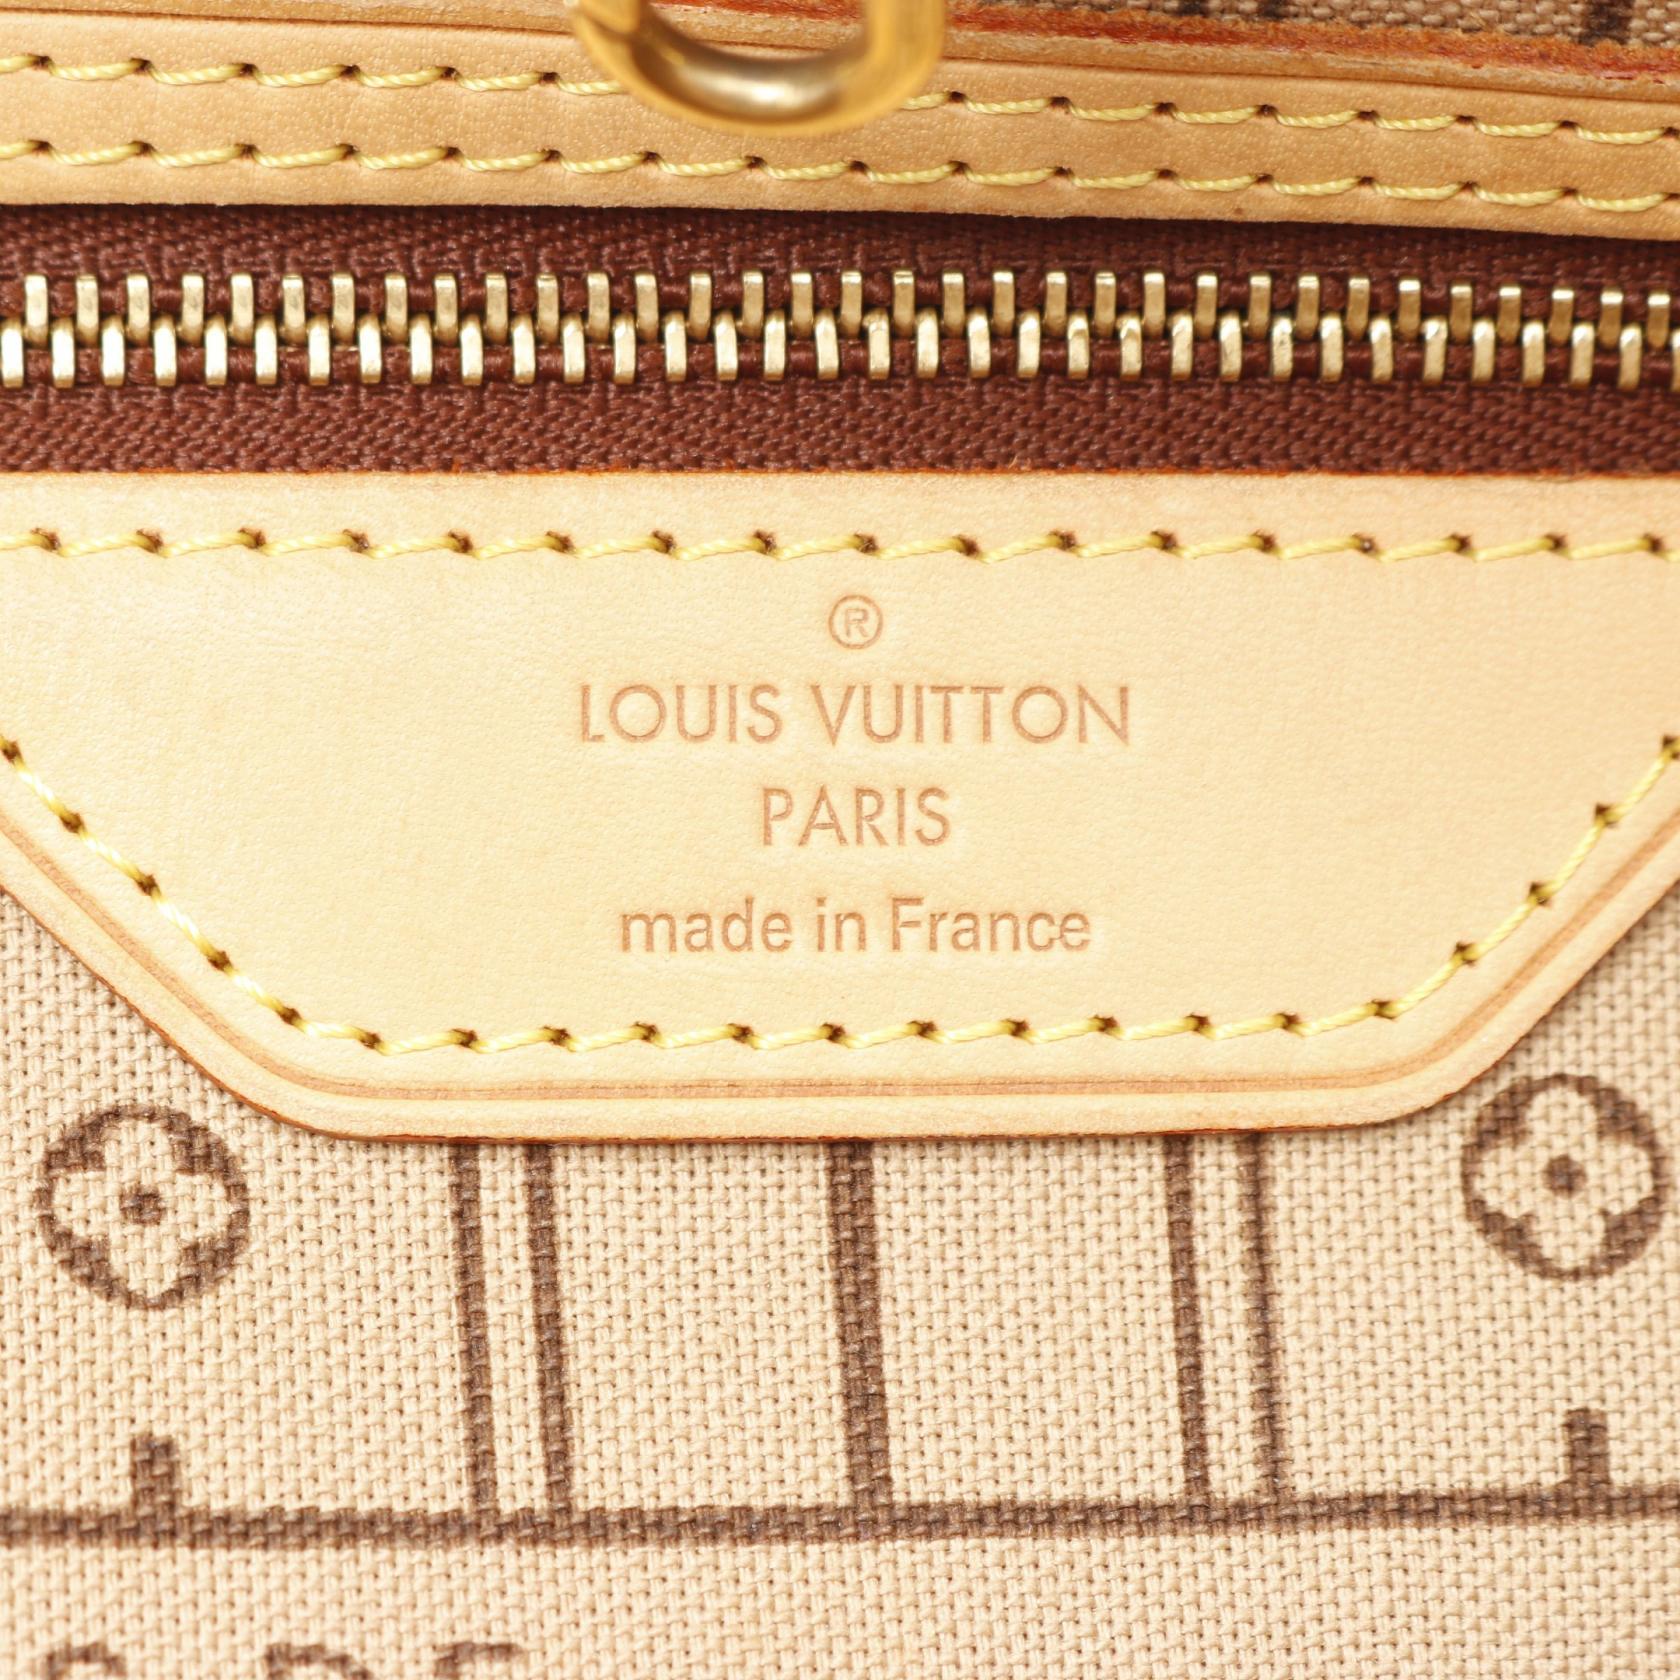 ®
LOUIS VUITTON
PARIS
made in France